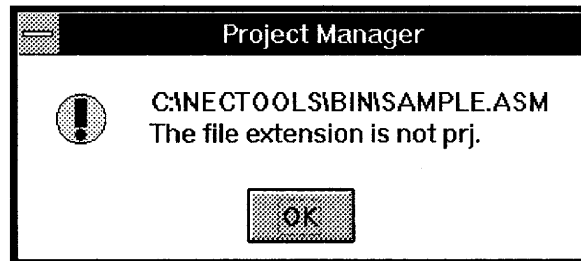 Project Manager
C:\NECTOOLS\BIN\SAMPLE.ASM
The file extension is not prj.
OK